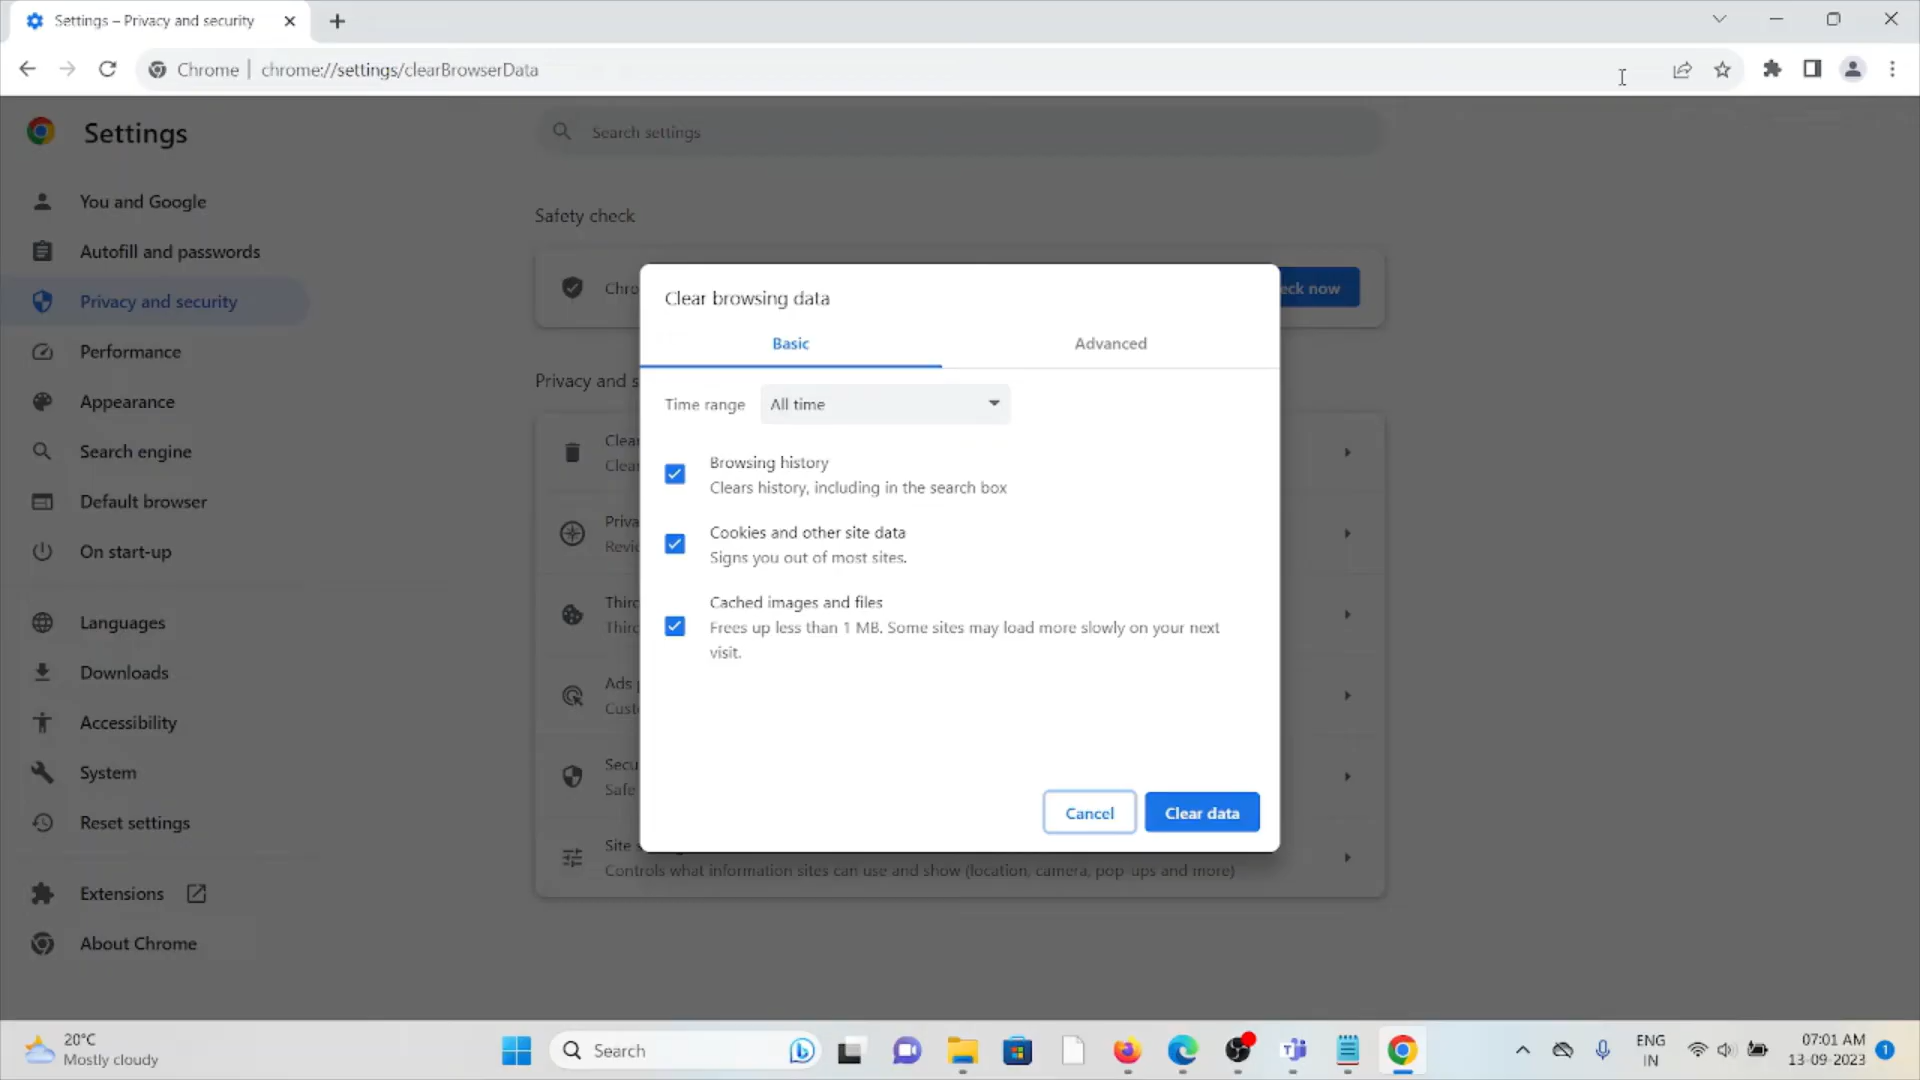 Settings – Privacy and security
Chrome
chrome://settings/clearBrowserData
Settings
Search settings
You and Google
Autofill and passwords
Privacy and security
Performance
Appearance
Search engine
Default browser
On start-up
Languages
Downloads
Accessibility
System
Reset settings
Extensions
About Chrome
Safety check
Chro
eck now
Privacy and s
Clear
Clear
Priva
Revie
Third
Third
Ads p
Custo
Secu
Safe
Site s
Controls what information sites can use and show (location, camera, pop-ups and more)
Clear browsing data
Basic
Advanced
Time range
All time
Browsing history
Clears history, including in the search box
Cookies and other site data
Signs you out of most sites.
Cached images and files
Frees up less than 1 MB. Some sites may load more slowly on your next
visit.
Cancel
Clear data
20°C
Mostly cloudy
Search
ENG
IN
07:01 AM
13-09-2023
1